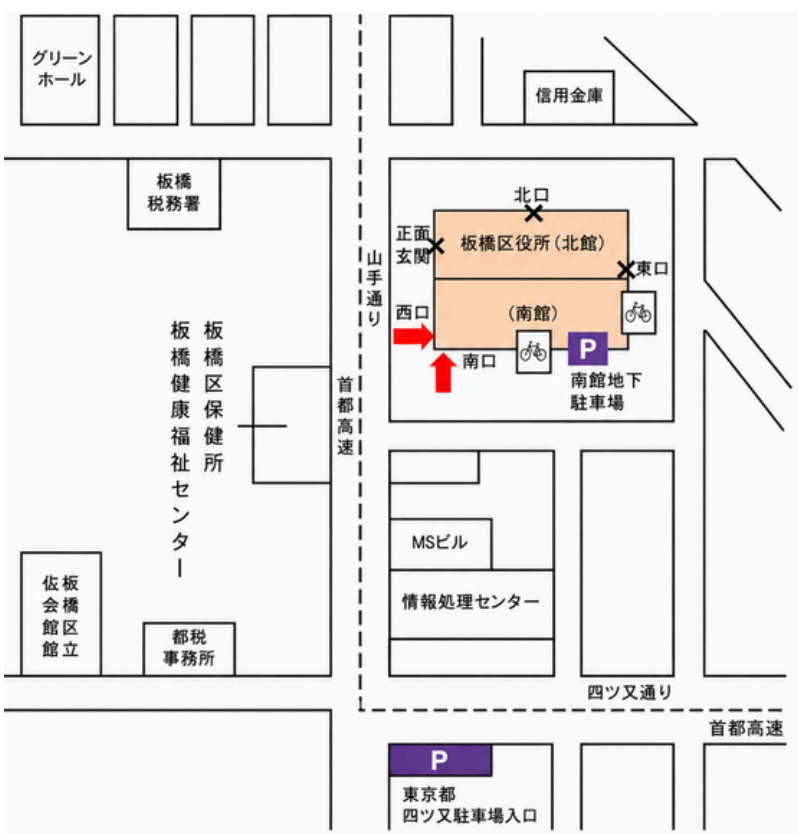 グリーン
ホール
信用金庫
板橋
税務署
北口
正面
玄関
板橋区役所(北館)
東口
山手通り
西口
(南館)
南口
P
南館地下
駐車場
板橋区保健所
板橋健康福祉センター
首都高速
MSビル
情報処理センター
板橋区立
会館館
都税
事務所
四ツ又通り
首都高速
P
東京都
四ツ又駐車場入口